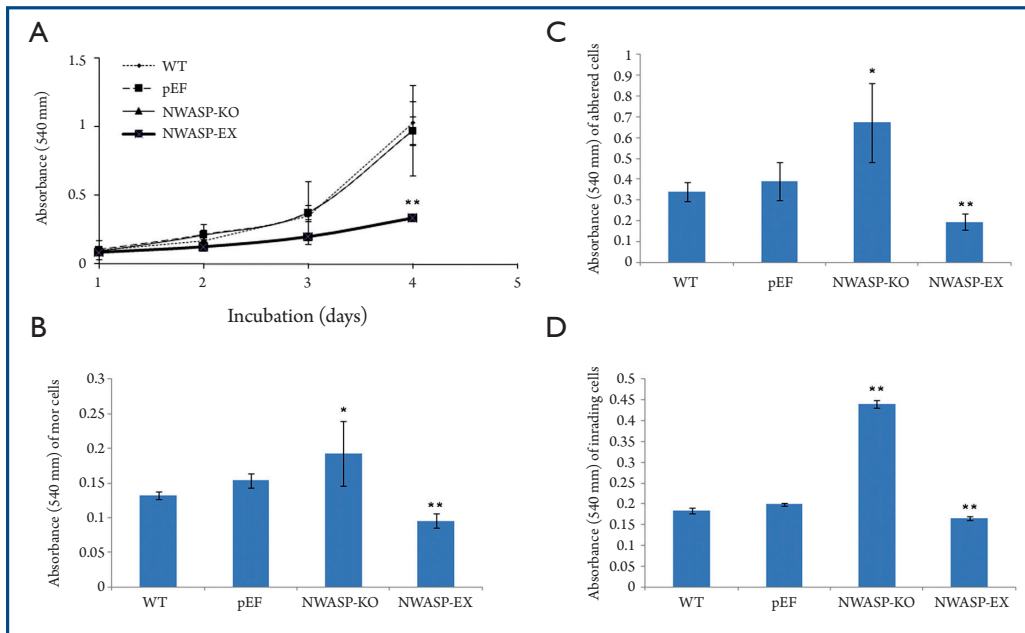 A
Absorbance (540 mm)
1.5
1
0.5
0
WT
pEF
NWASP-KO
NWASP-EX
**
1 2 3 4 5
Incubation (days)
B
Absorbance (540 mm) of mor cells
0.3
0.25
0.2
0.15
0.1
0.05
0
*
**
WT pEF NWASP-KO NWASP-EX
C
Absorbance (540 mm) of abhered cells
1
0.9
0.8
0.7
0.6
0.5
0.4
0.3
0.2
0.1
0
*
**
WT pEF NWASP-KO NWASP-EX
D
Absorbance (540 mm) of inrading cells
0.5
0.45
0.4
0.35
0.3
0.25
0.2
0.15
0.1
0.05
0
**
**
WT pEF NWASP-KO NWASP-EX